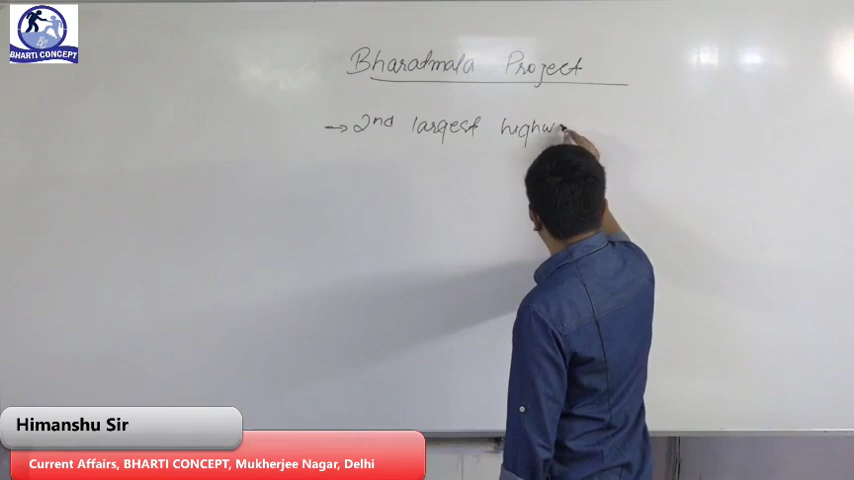 BHARTI CONCEPT
Bharatmala Project
→ 2nd largest highw
Himanshu Sir
Current Affairs, BHARTI CONCEPT, Mukherjee Nagar, Delhi